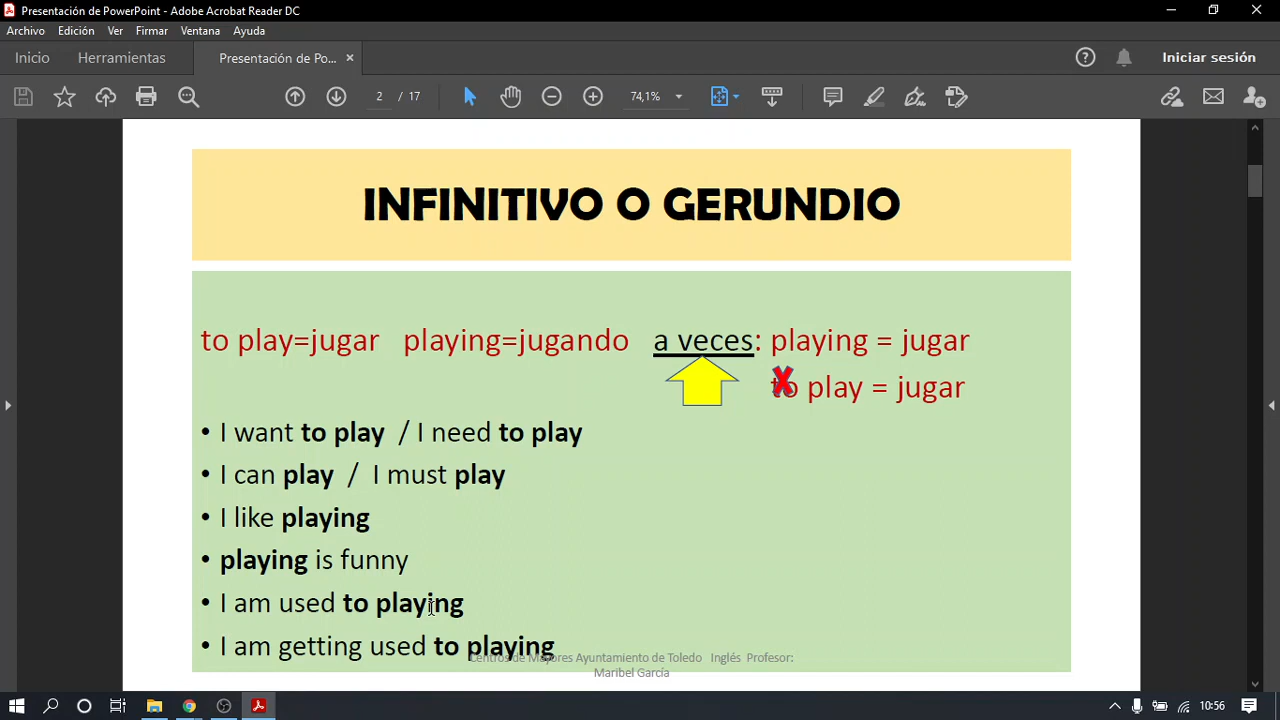 Presentación de PowerPoint - Adobe Acrobat Reader DC
Archivo Edición Ver Firmar Ventana Ayuda
Inicio Herramientas Presentación de Po... × Iniciar sesión
2 / 17 74,1%
INFINITIVO O GERUNDIO
to play=jugar playing=jugando a veces: playing = jugar
to play = jugar
• I want to play / I need to play
• I can play / I must play
• I like playing
• playing is funny
• I am used to playing
• I am getting used to playing
Centros de Mayores Ayuntamiento de Toledo Inglés Profesor:
Maribel García
10:56